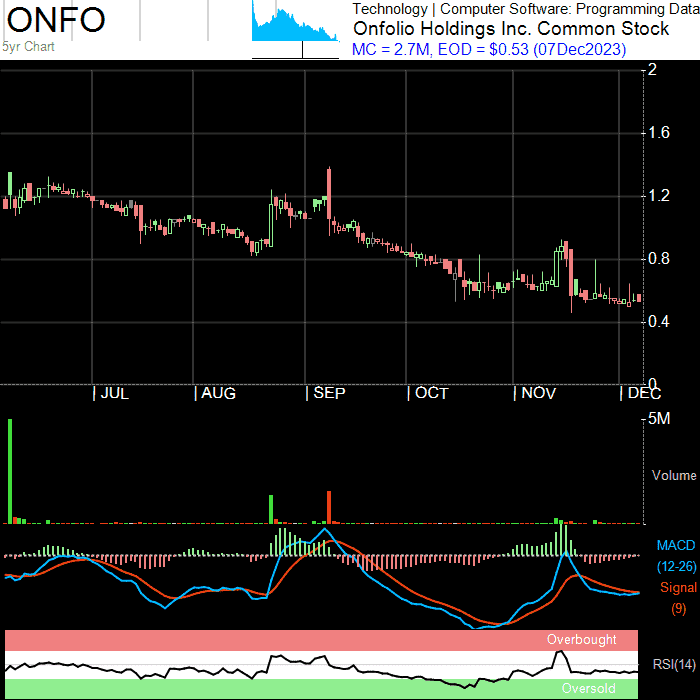 ONFO
5yr Chart
Technology | Computer Software: Programming Data
Onfolio Holdings Inc. Common Stock
MC = 2.7M, EOD = $0.53 (07Dec2023)
2
1.6
1.2
0.8
0.4
0
| JUL | AUG | SEP | OCT | NOV | DEC
5M
Volume
MACD
(12-26)
Signal
(9)
Overbought
RSI(14)
Oversold